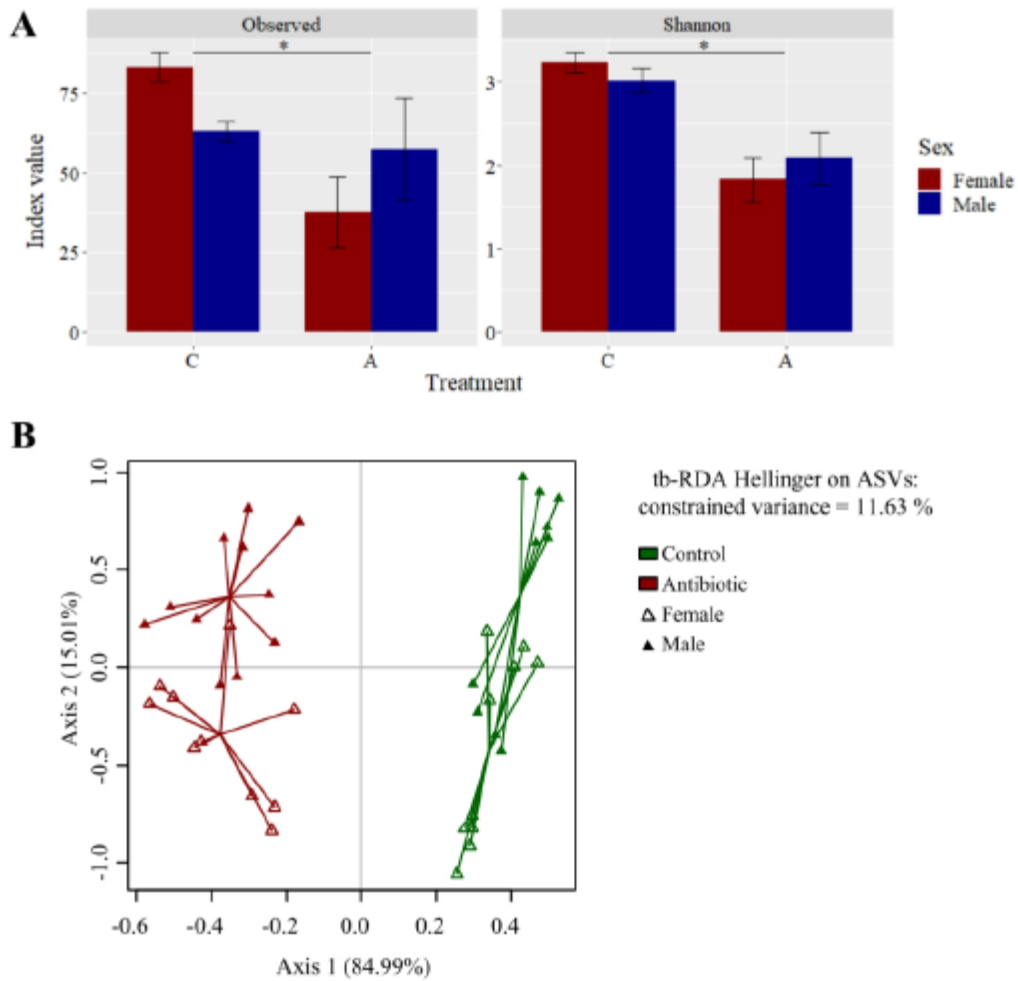 A
Observed
Shannon
*
*
Index value
75
50
25
0
3
2
1
0
C
A
C
A
Treatment
Sex
Female
Male
B
tb-RDA Hellinger on ASVs:
constrained variance = 11.63 %
Control
Antibiotic
Female
Male
Axis 2 (15.01%)
1.0
0.5
0.0
-0.5
-1.0
-0.6
-0.4
-0.2
0.0
0.2
0.4
Axis 1 (84.99%)